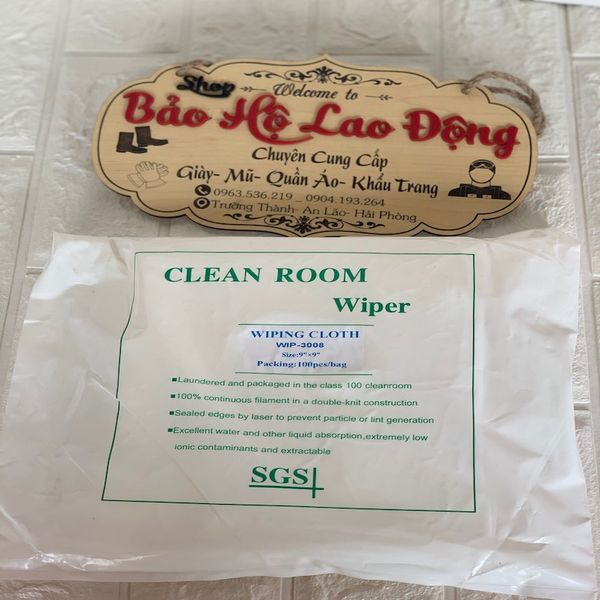 Shop
Welcome to
Bảo Hộ Lao Động
Chuyên Cung Cấp
Giày- Mũ- Quần Áo- Khẩu Trang
0963.536.219 _ 0904.193.264
Trường Thành- An Lão- Hải Phòng
CLEAN ROOM
Wiper
WIPING CLOTH
WIP-3008
Size:9"×9"
Packing:100pcs/bag
■Laundered and packaged in the class 100 cleanroom
■100% continuous filament in a double-knit construction
■Sealed edges by laser to prevent particle or lint generation
■Excellent water and other liquid absorption,extremely low
ionic contaminants and extractable
SGS